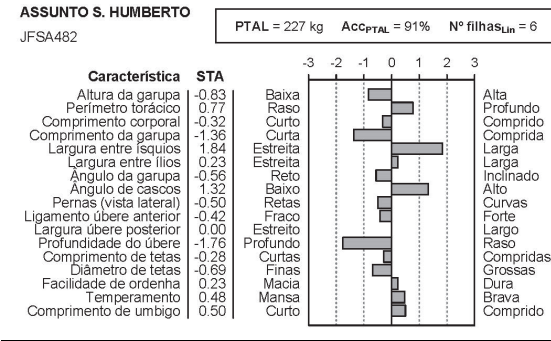 ASSUNTO S. HUMBERTO
JFSA482
PTAL = 227 kg AccPTAL = 91% Nº filhasLin = 6
-3 -2 -1 0 1 2 3
Característica STA
Altura da garupa -0.83 Baixa Alta
Perímetro torácico 0.77 Raso Profundo
Comprimento corporal -0.32 Curto Comprido
Comprimento da garupa -1.36 Curta Comprida
Largura entre ísquios 1.84 Estreita Larga
Largura entre ílios 0.23 Estreita Larga
Ângulo da garupa -0.56 Reto Inclinado
Ângulo de cascos 1.32 Baixo Alto
Pernas (vista lateral) -0.50 Retas Curvas
Ligamento úbere anterior -0.42 Fraco Forte
Largura úbere posterior 0.00 Estreito Largo
Profundidade do úbere -1.76 Profundo Raso
Comprimento de tetas -0.28 Curtas Compridas
Diâmetro de tetas -0.69 Finas Grossas
Facilidade de ordenha 0.23 Macia Dura
Temperamento 0.48 Mansa Brava
Comprimento de umbigo 0.50 Curto Comprido
-3 -2 -1 0 1 2 3